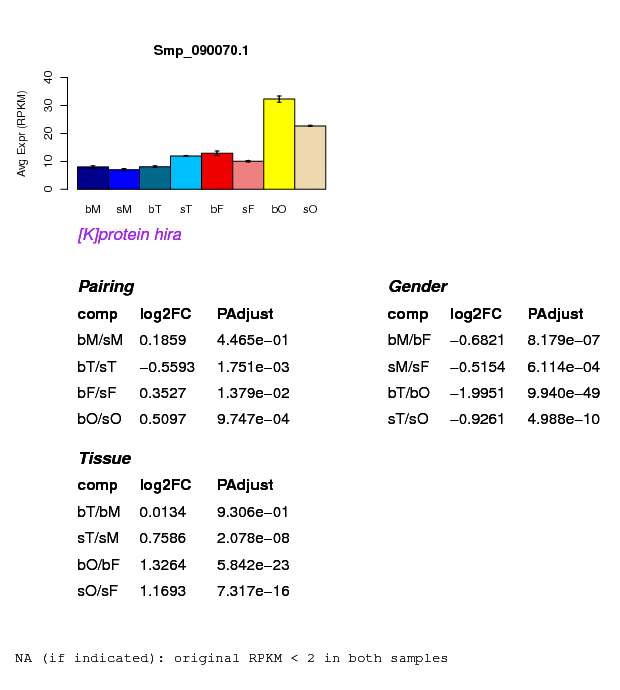 Smp_090070.1
Avg Expr (RPKM)
40
30
20
10
0
bM sM bT sT bF sF bO sO
[K]protein hira
Pairing
comp log2FC PAdjust
bM/sM 0.1859 4.465e−01
bT/sT −0.5593 1.751e−03
bF/sF 0.3527 1.379e−02
bO/sO 0.5097 9.747e−04
Gender
comp log2FC PAdjust
bM/bF −0.6821 8.179e−07
sM/sF −0.5154 6.114e−04
bT/bO −1.9951 9.940e−49
sT/sO −0.9261 4.988e−10
Tissue
comp log2FC PAdjust
bT/bM 0.0134 9.306e−01
sT/sM 0.7586 2.078e−08
bO/bF 1.3264 5.842e−23
sO/sF 1.1693 7.317e−16
NA (if indicated): original RPKM < 2 in both samples